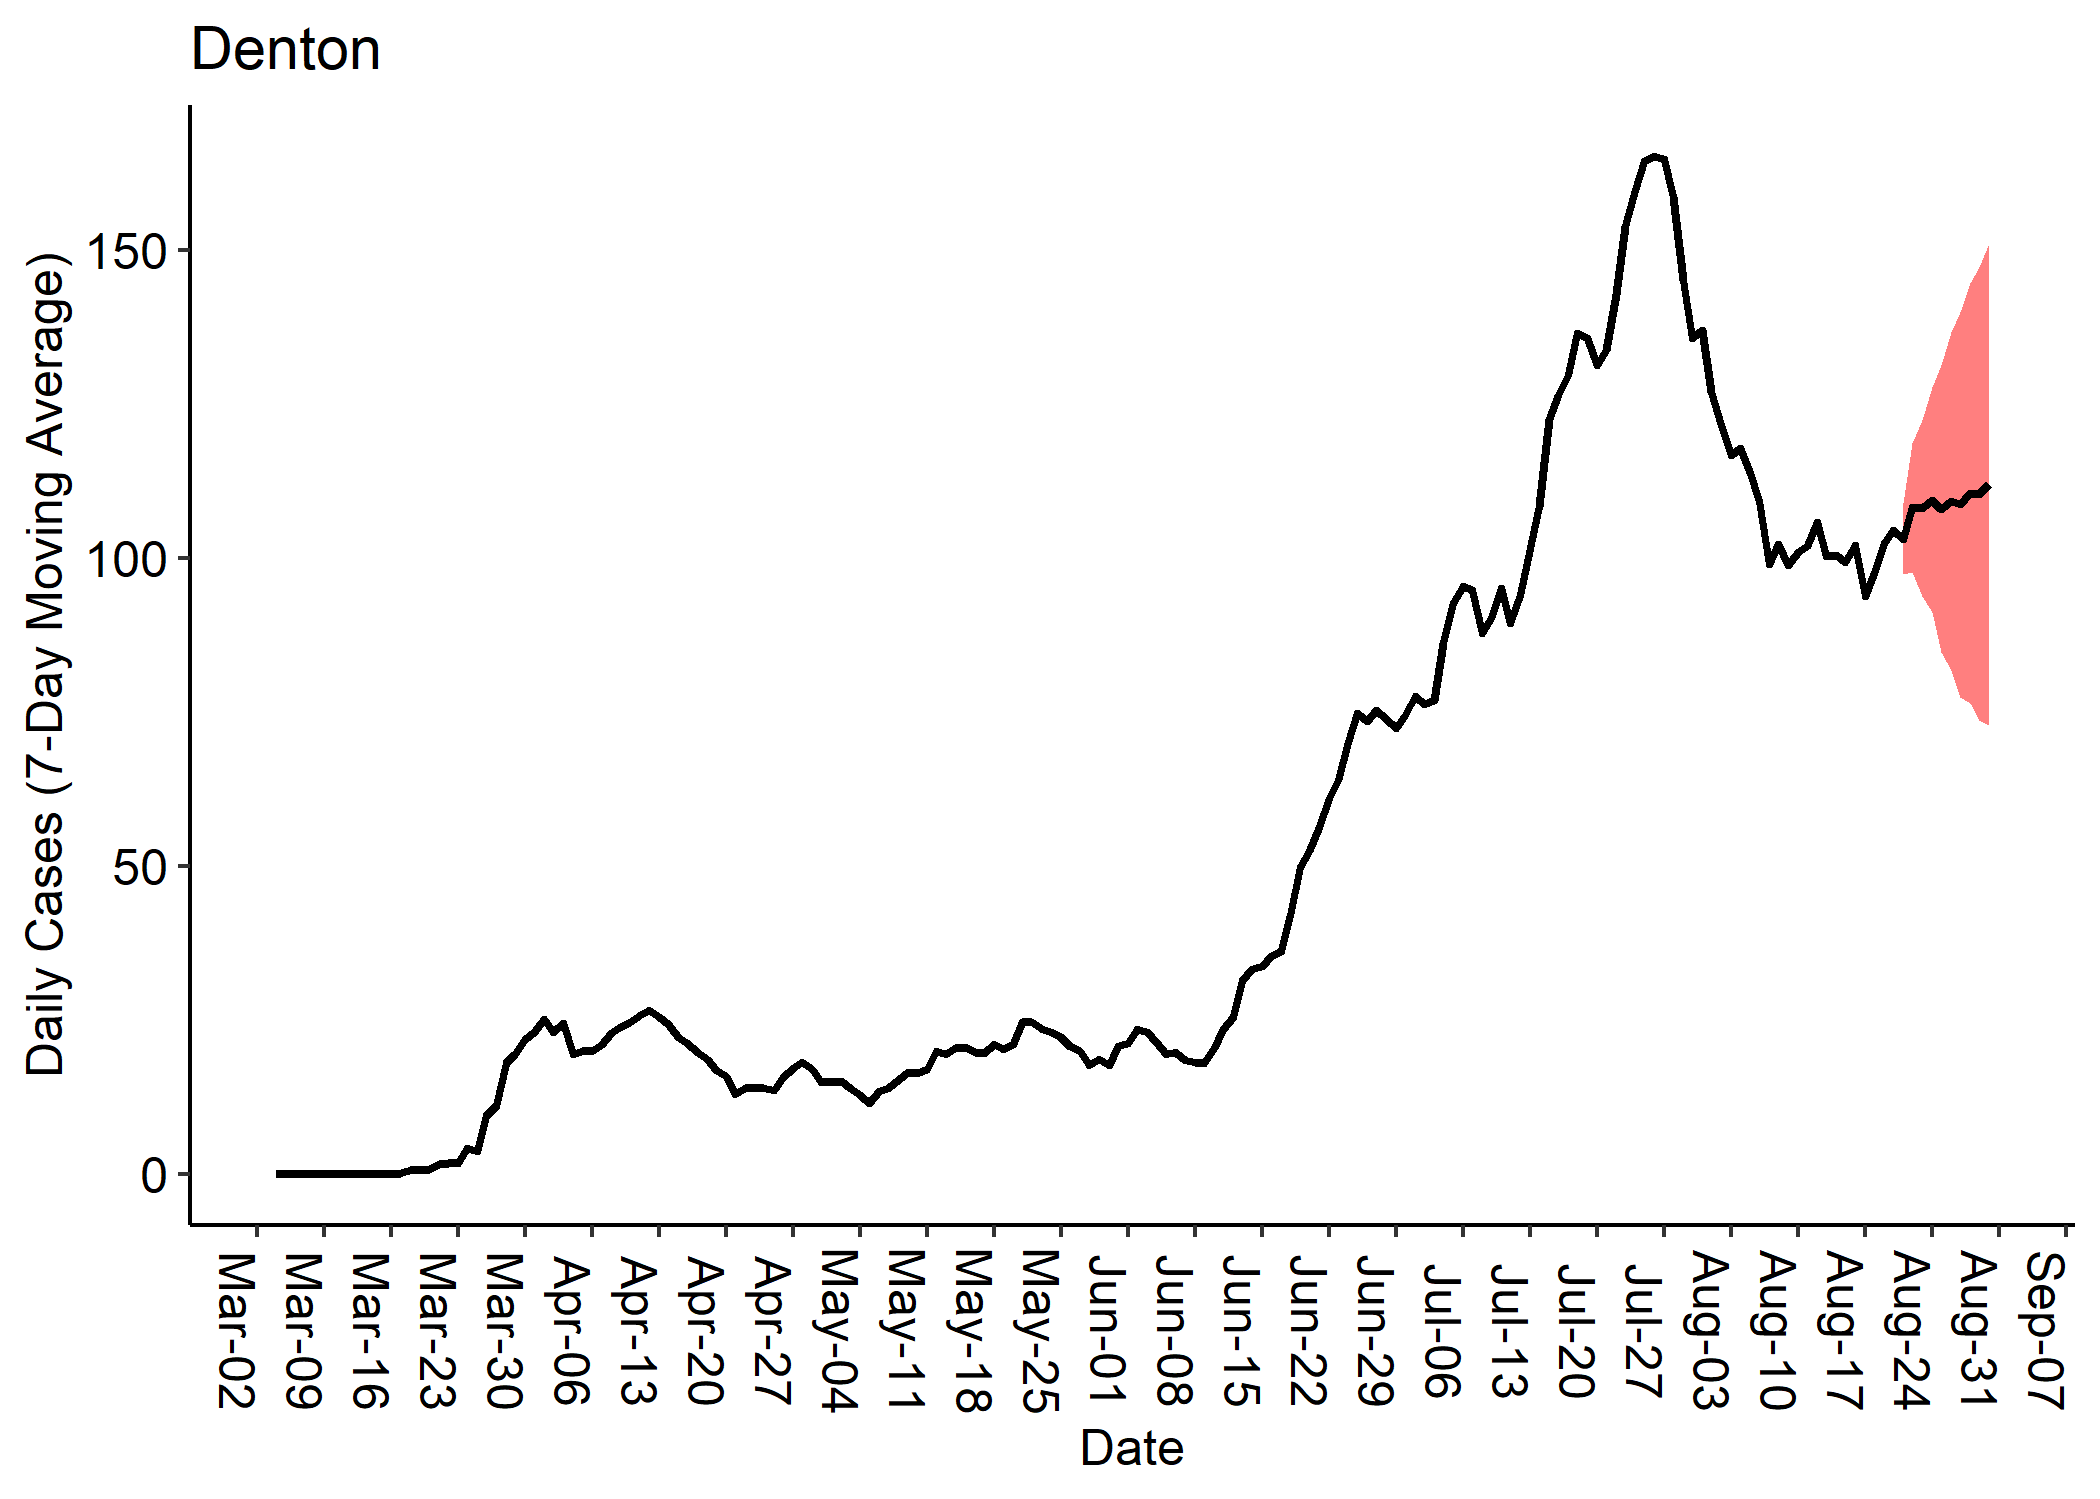 Denton
Daily Cases (7-Day Moving Average)
150
100
50
0
Mar-02
Mar-09
Mar-16
Mar-23
Mar-30
Apr-06
Apr-13
Apr-20
Apr-27
May-04
May-11
May-18
May-25
Jun-01
Jun-08
Jun-15
Jun-22
Jun-29
Jul-06
Jul-13
Jul-20
Jul-27
Aug-03
Aug-10
Aug-17
Aug-24
Aug-31
Sep-07
Date